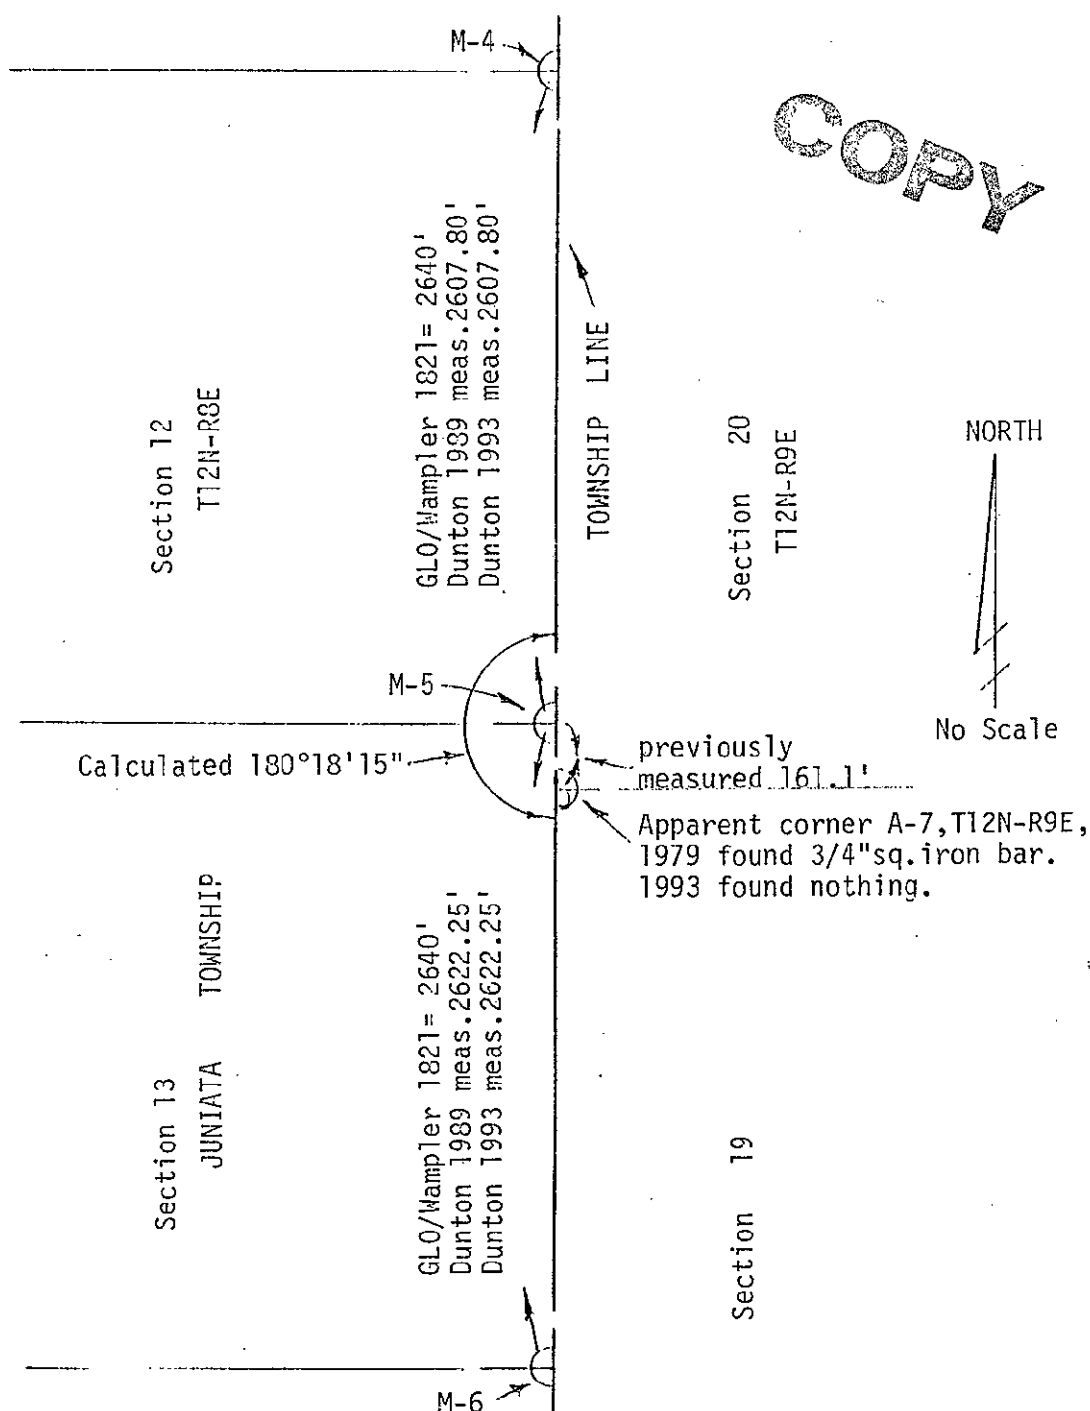 M-4
COPY
GLO/Wampler 1821= 2640'
Dunton 1989 meas.2607.80'
Dunton 1993 meas.2607.80'
TOWNSHIP LINE
Section 12
T12N-R8E
Section 20
T12N-R9E
NORTH
No Scale
M-5
Calculated 180°18'15"
previously
measured 161.1'
Apparent corner A-7,T12N-R9E,
1979 found 3/4"sq.iron bar.
1993 found nothing.
Section 13
JUNIATA TOWNSHIP
GLO/Wampler 1821= 2640'
Dunton 1989 meas.2622.25'
Dunton 1993 meas.2622.25'
Section 19
M-6